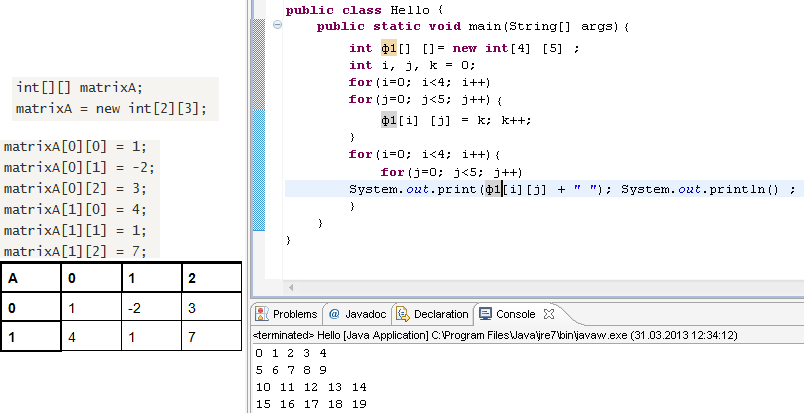 int[][] matrixA;
matrixA = new int[2][3];
matrixA[0][0] = 1;
matrixA[0][1] = -2;
matrixA[0][2] = 3;
matrixA[1][0] = 4;
matrixA[1][1] = 1;
matrixA[1][2] = 7;
A 0 1 2
0 1 -2 3
1 4 1 7
public class Hello {
public static void main(String[] args){
int ф1[] []= new int[4] [5] ;
int i, j, k = 0;
for(i=0; i<4; i++)
for(j=0; j<5; j++){
ф1[i] [j] = k; k++;
}
for(i=0; i<4; i++){
for(j=0; j<5; j++)
System.out.print(ф1[i][j] + " "); System.out.println() ;
}
}
}
Problems @ Javadoc Declaration Console
<terminated> Hello [Java Application] C:\Program Files\Java\jre7\bin\javaw.exe (31.03.2013 12:34:12)
0 1 2 3 4
5 6 7 8 9
10 11 12 13 14
15 16 17 18 19